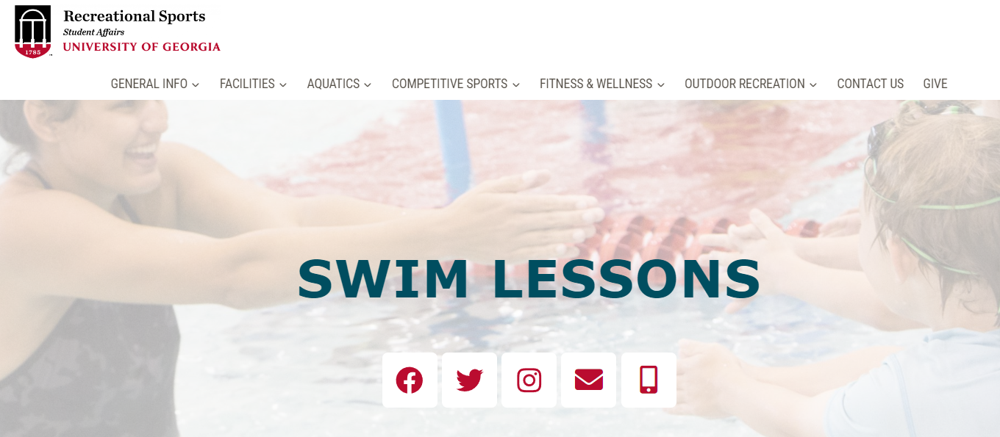 Recreational Sports
Student Affairs
UNIVERSITY OF GEORGIA
1785
GENERAL INFO FACILITIES AQUATICS COMPETITIVE SPORTS FITNESS & WELLNESS OUTDOOR RECREATION CONTACT US GIVE
SWIM LESSONS